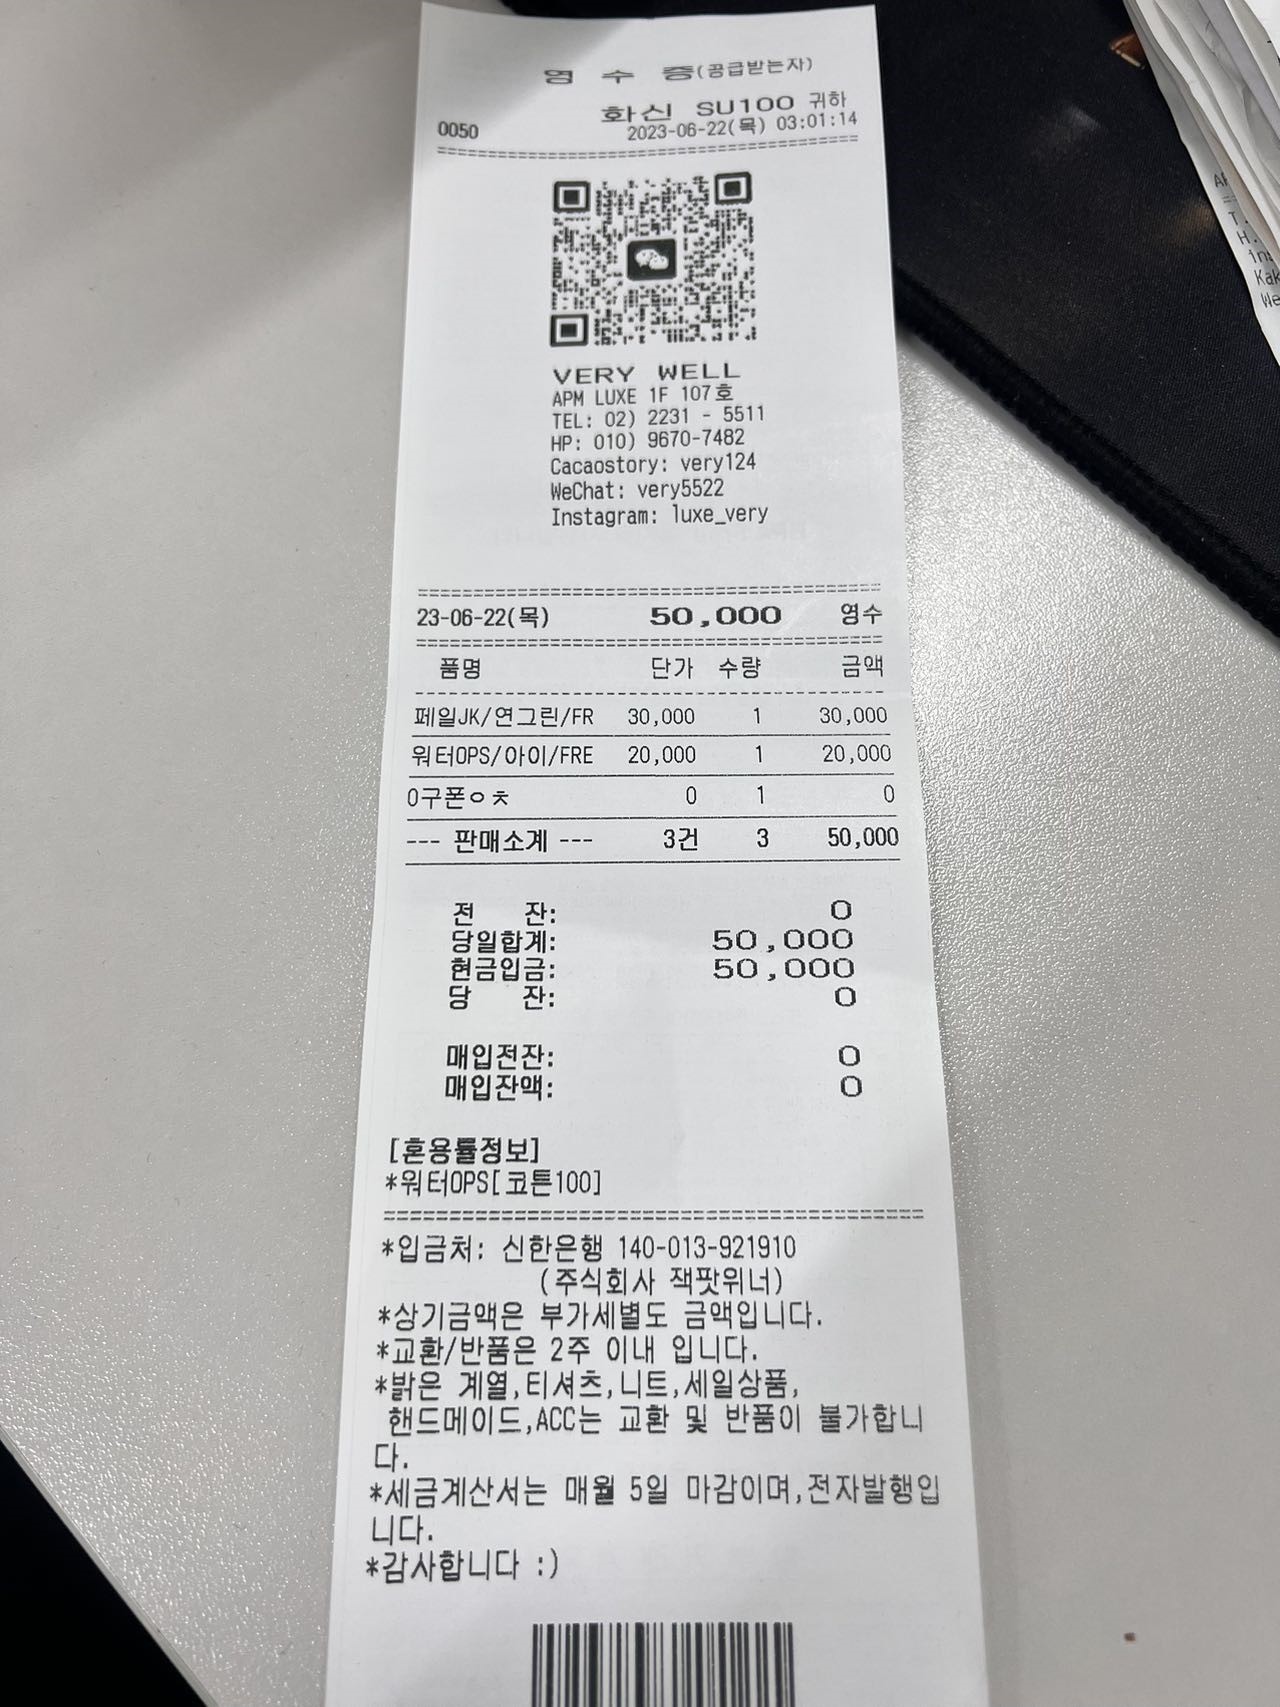 영 수 증(공급받는자)
화신 SU100 귀하
0050 2023-06-22(목) 03:01:14
VERY WELL
APM LUXE 1F 107호
TEL: 02) 2231 - 5511
HP: 010) 9670-7482
Cacaostory: very124
WeChat: very5522
Instagram: luxe_very
23-06-22(목) 50,000 영수
품명 단가 수량 금액
페일JK/연그린/FR 30,000 1 30,000
워터OPS/아이/FRE 20,000 1 20,000
0쿠폰ㅇㅊ 0 1 0
--- 판매소계 --- 3건 3 50,000
전 잔: 0
당일합계: 50,000
현금입금: 50,000
당 잔: 0
매입전잔: 0
매입잔액: 0
[혼용률정보]
*워터OPS[코튼100]
*입금처: 신한은행 140-013-921910
(주식회사 잭팟위너)
*상기금액은 부가세별도 금액입니다.
*교환/반품은 2주 이내 입니다.
*밝은 계열,티셔츠,니트,세일상품,
핸드메이드,ACC는 교환 및 반품이 불가합니
다.
*세금계산서는 매월 5일 마감이며,전자발행입
니다.
*감사합니다 :)
T.
H.
Kak
We